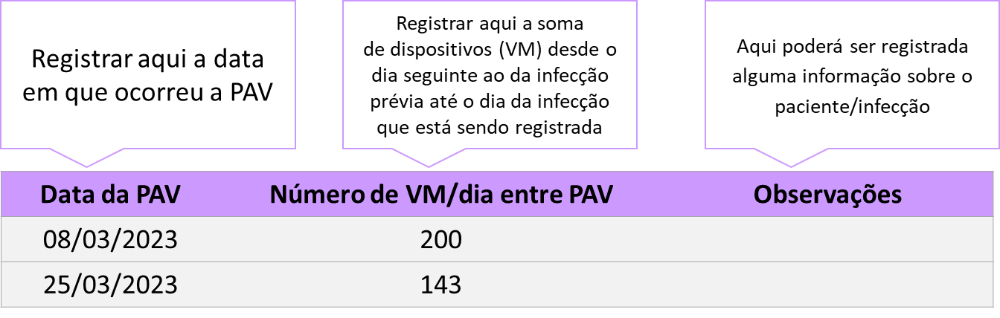 Registrar aqui a data
em que ocorreu a PAV
Registrar aqui a soma
de dispositivos (VM) desde o
dia seguinte ao da infecção
prévia até o dia da infecção
que está sendo registrada
Aqui poderá ser registrada
alguma informação sobre o
paciente/infecção
Data da PAV Número de VM/dia entre PAV Observações
08/03/2023 200
25/03/2023 143